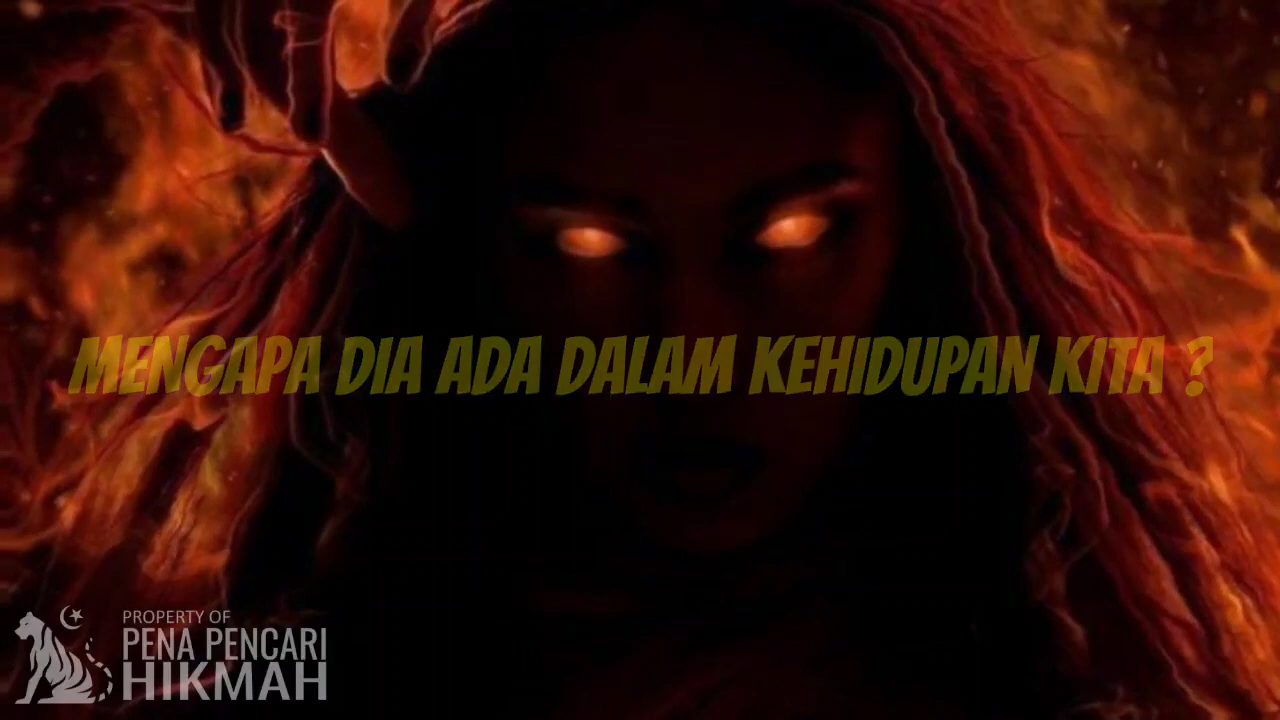 MENGAPA DIA ADA DALAM KEHIDUPAN KITA ?
PROPERTY OF
PENA PENCARI
HIKMAH